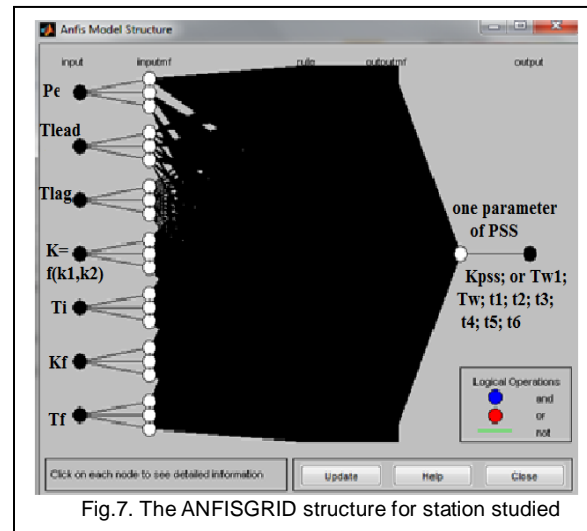 Anfis Model Structure
input inputmf rule outputmf output
Pe
Tlead
Tlag
K=
f(k1,k2)
Ti
Kf
Tf
one parameter
of PSS
Kpss; or Tw1;
Tw; t1; t2; t3;
t4; t5; t6
Logical Operations
and
or
not
Click on each node to see detailed information
Update
Help
Close
Fig.7. The ANFISGRID structure for station studied